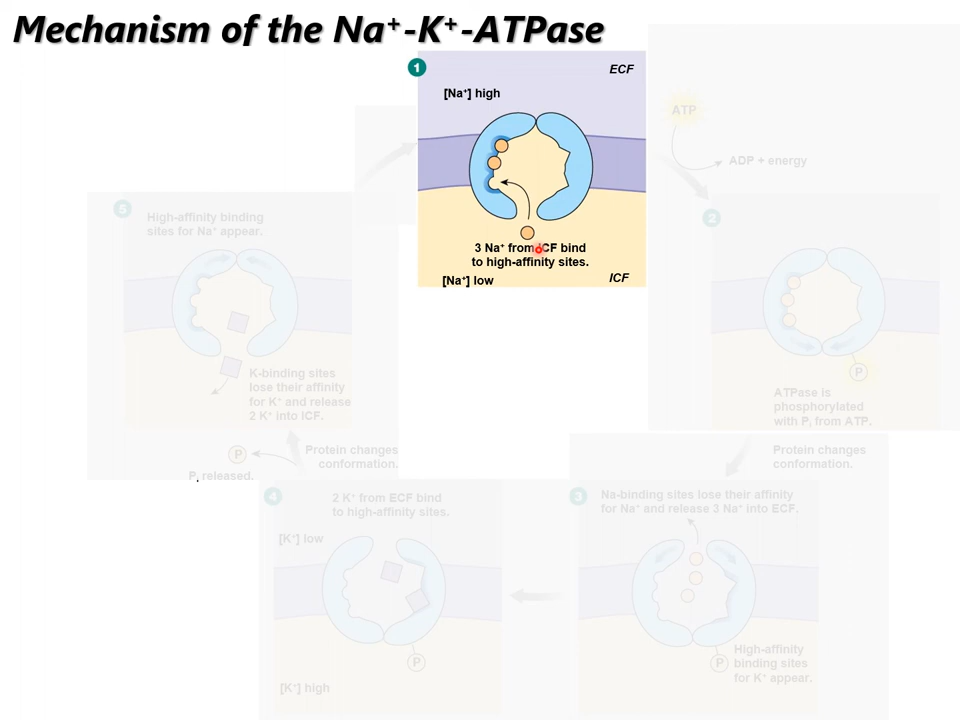 Mechanism of the Na⁺-K⁺-ATPase
1
ECF
[Na⁺] high
3 Na⁺ from ICF bind
to high-affinity sites.
[Na⁺] low
ICF
ATP
ADP + energy
2
P
ATPase is
phosphorylated
with Pᵢ from ATP.
Protein changes
conformation.
3
Na-binding sites lose their affinity
for Na⁺ and release 3 Na⁺ into ECF.
P
High-affinity
binding sites
for K⁺ appear.
4
2 K⁺ from ECF bind
to high-affinity sites.
[K⁺] low
P
[K⁺] high
Protein changes
conformation.
P
Pᵢ released.
5
High-affinity binding
sites for Na⁺ appear.
K-binding sites
lose their affinity
for K⁺ and release
2 K⁺ into ICF.